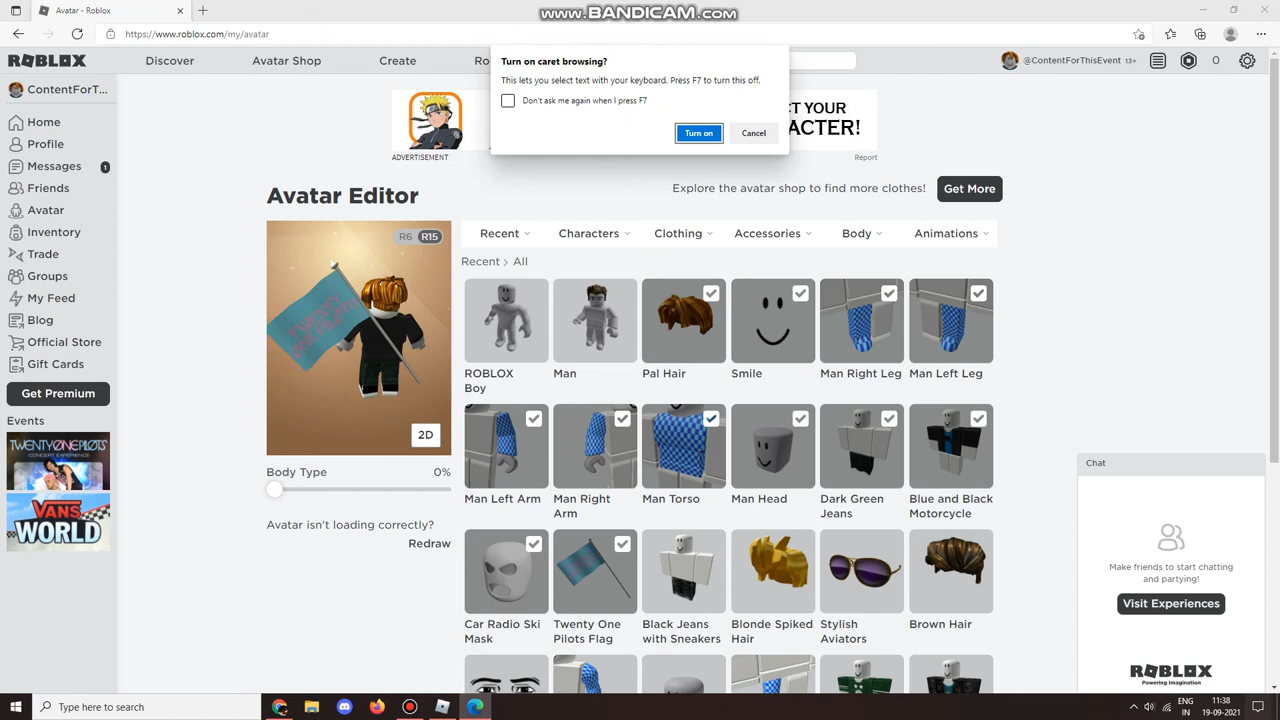 www.BANDICAM.com
Avatar - Roblox
https://www.roblox.com/my/avatar
ROBLOX
Discover
Avatar Shop
Create
@ContentForThisEvent 13+
0
Turn on caret browsing?
This lets you select text with your keyboard. Press F7 to turn this off.
Don't ask me again when I press F7
Turn on
Cancel
ContentForT...
Home
Profile
Messages
1
Friends
Avatar
Inventory
Trade
Groups
My Feed
Blog
Official Store
Gift Cards
Get Premium
Events
TWENTY ONE PILOTS
CONCERT EXPERIENCE
VANS
WORLD
CHARACTER!
ADVERTISEMENT
Report
Avatar Editor
Explore the avatar shop to find more clothes!
Get More
R6 R15
TWENTY
ONE PILOTS
2D
Body Type
0%
Avatar isn't loading correctly?
Redraw
Recent
Characters
Clothing
Accessories
Body
Animations
Recent > All
ROBLOX
Boy
Man
Pal Hair
Smile
Man Right Leg
Man Left Leg
Man Left Arm
Man Right
Arm
Man Torso
Man Head
Dark Green
Jeans
Blue and Black
Motorcycle
Car Radio Ski
Mask
Twenty One
Pilots Flag
Black Jeans
with Sneakers
Blonde Spiked
Hair
Stylish
Aviators
Brown Hair
Chat
Make friends to start chatting
and partying!
Visit Experiences
ROBLOX
Powering Imagination
Type here to search
ENG
IN
11:38
19-09-2021